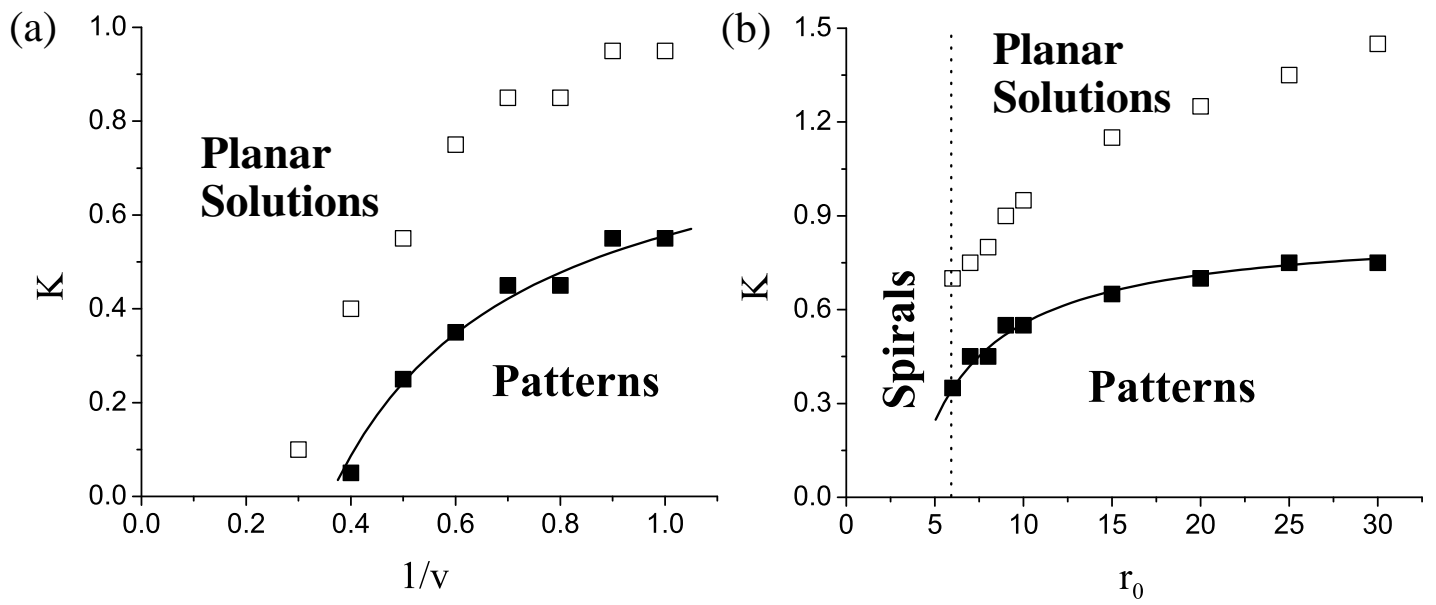 (a)
1.0
0.8
0.6
0.4
0.2
0.0
K
Planar
Solutions
Patterns
0.0 0.2 0.4 0.6 0.8 1.0
1/v
(b)
1.5
1.2
0.9
0.6
0.3
0.0
K
Planar
Solutions
Spirals
Patterns
0 5 10 15 20 25 30
r₀